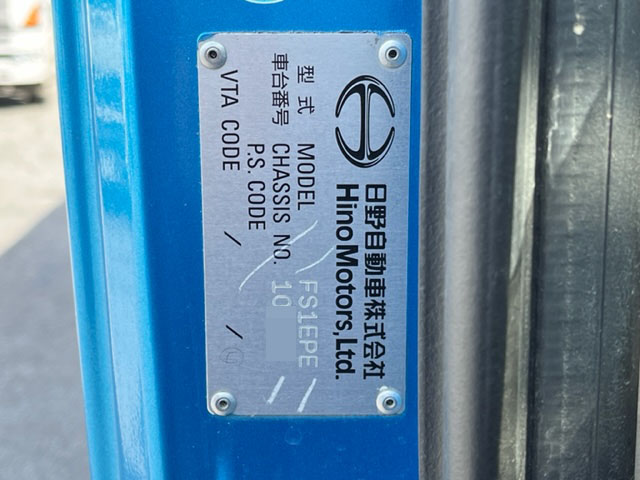 日野自動車株式会社
Hino Motors, Ltd.
型式 MODEL FS1EPE
車台番号 CHASSIS NO. 10
P.S. CODE
VTA CODE / /